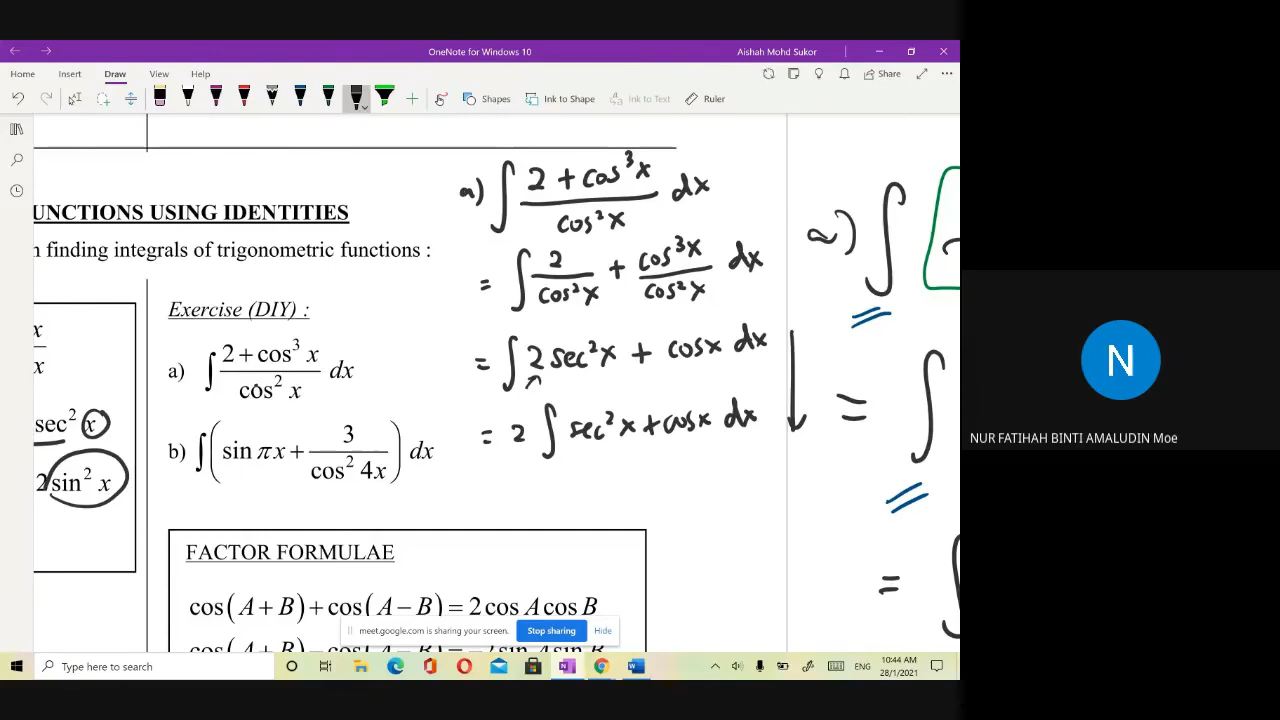 OneNote for Windows 10
Aishah Mohd Sukor
Home Insert Draw View Help
Share
Shapes
Ink to Shape
Ink to Text
Ruler
UNCTIONS USING IDENTITIES
n finding integrals of trigonometric functions :
x
x
sec² x
2sin² x
Exercise (DIY) :
a) ∫ (2 + cos³ x)/(cos² x) dx
b) ∫ (sin πx + 3/(cos² 4x)) dx
a) ∫ (2 + cos³x)/(cos²x) dx
= ∫ 2/(cos²x) + (cos³x)/(cos²x) dx
= ∫ 2 sec²x + cosx dx
= 2 ∫ sec²x + cosx dx
a) ∫
= ∫
= ∫
FACTOR FORMULAE
cos(A + B) + cos(A − B) = 2 cos A cos B
meet.google.com is sharing your screen.
Stop sharing
Hide
Type here to search
ENG
10:44 AM
28/1/2021
N
NUR FATIHAH BINTI AMALUDIN Moe